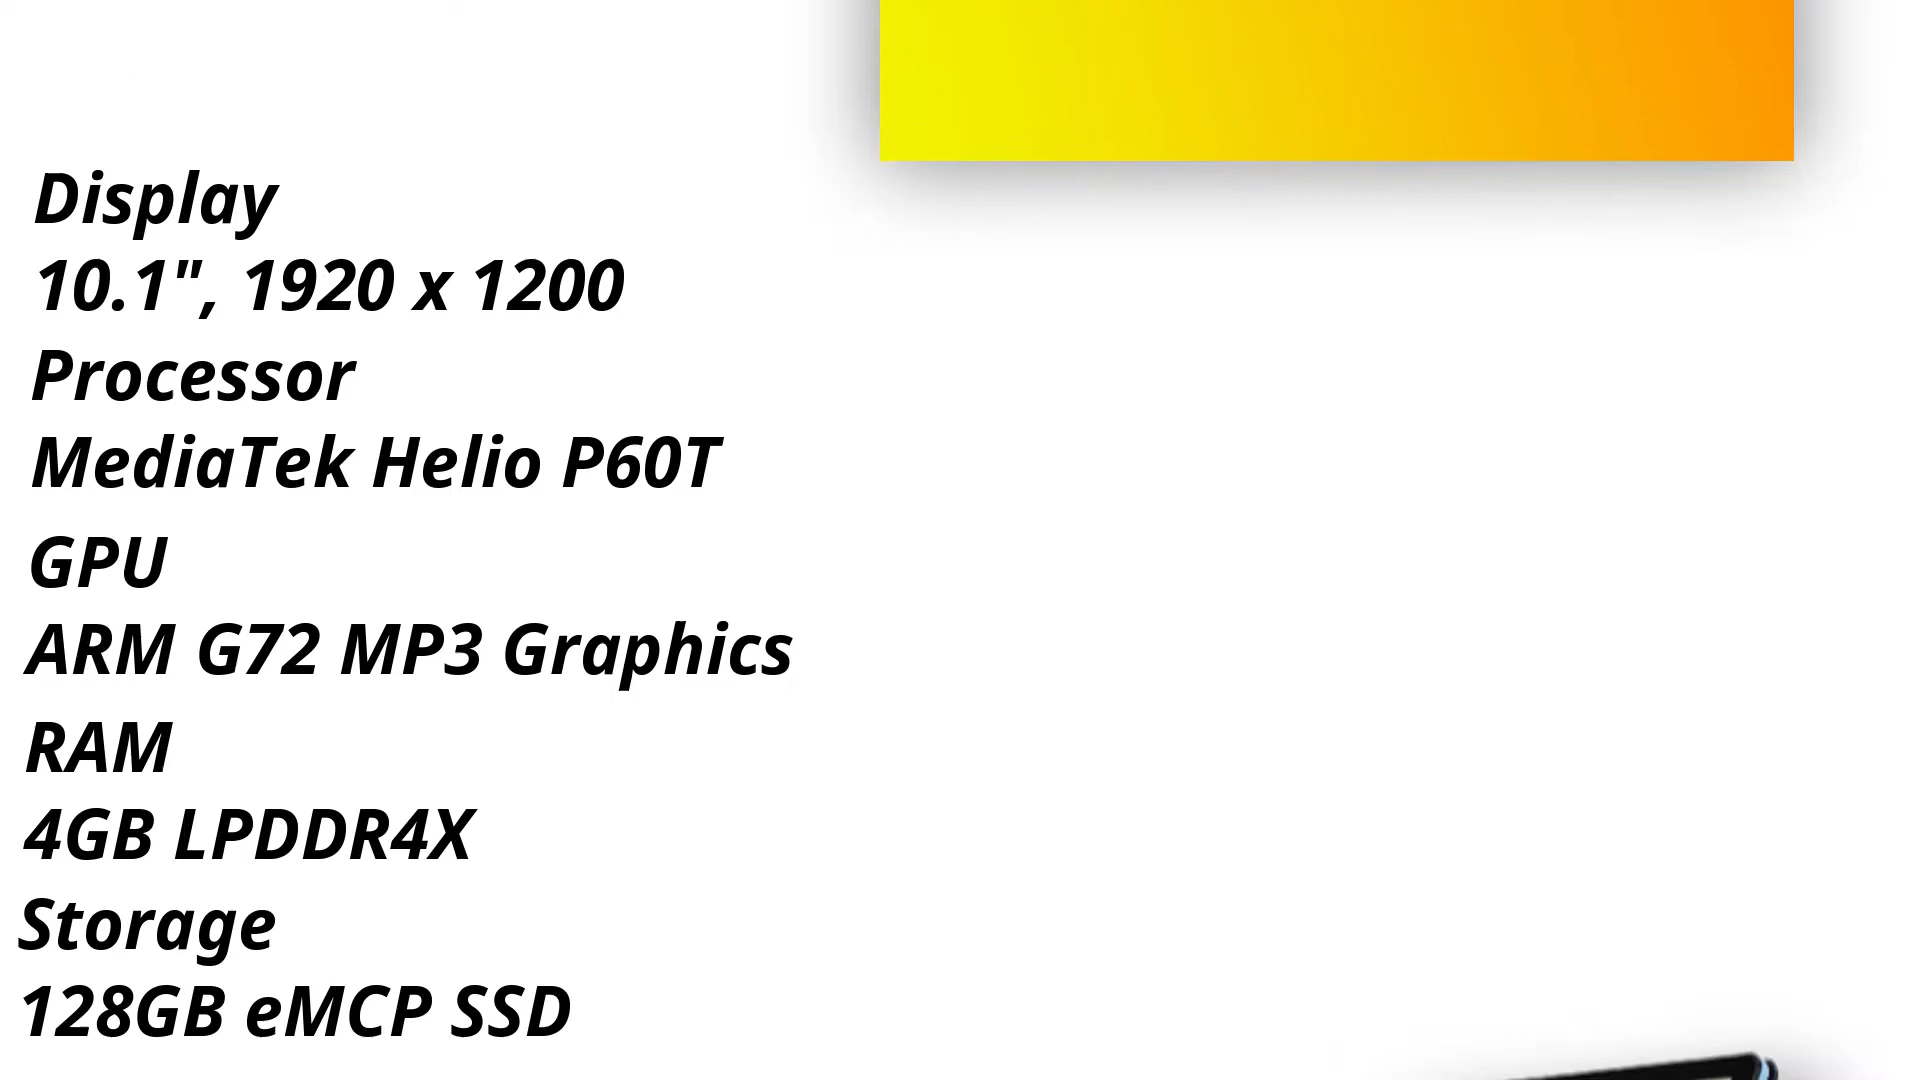 Display
10.1", 1920 x 1200
Processor
MediaTek Helio P60T
GPU
ARM G72 MP3 Graphics
RAM
4GB LPDDR4X
Storage
128GB eMCP SSD